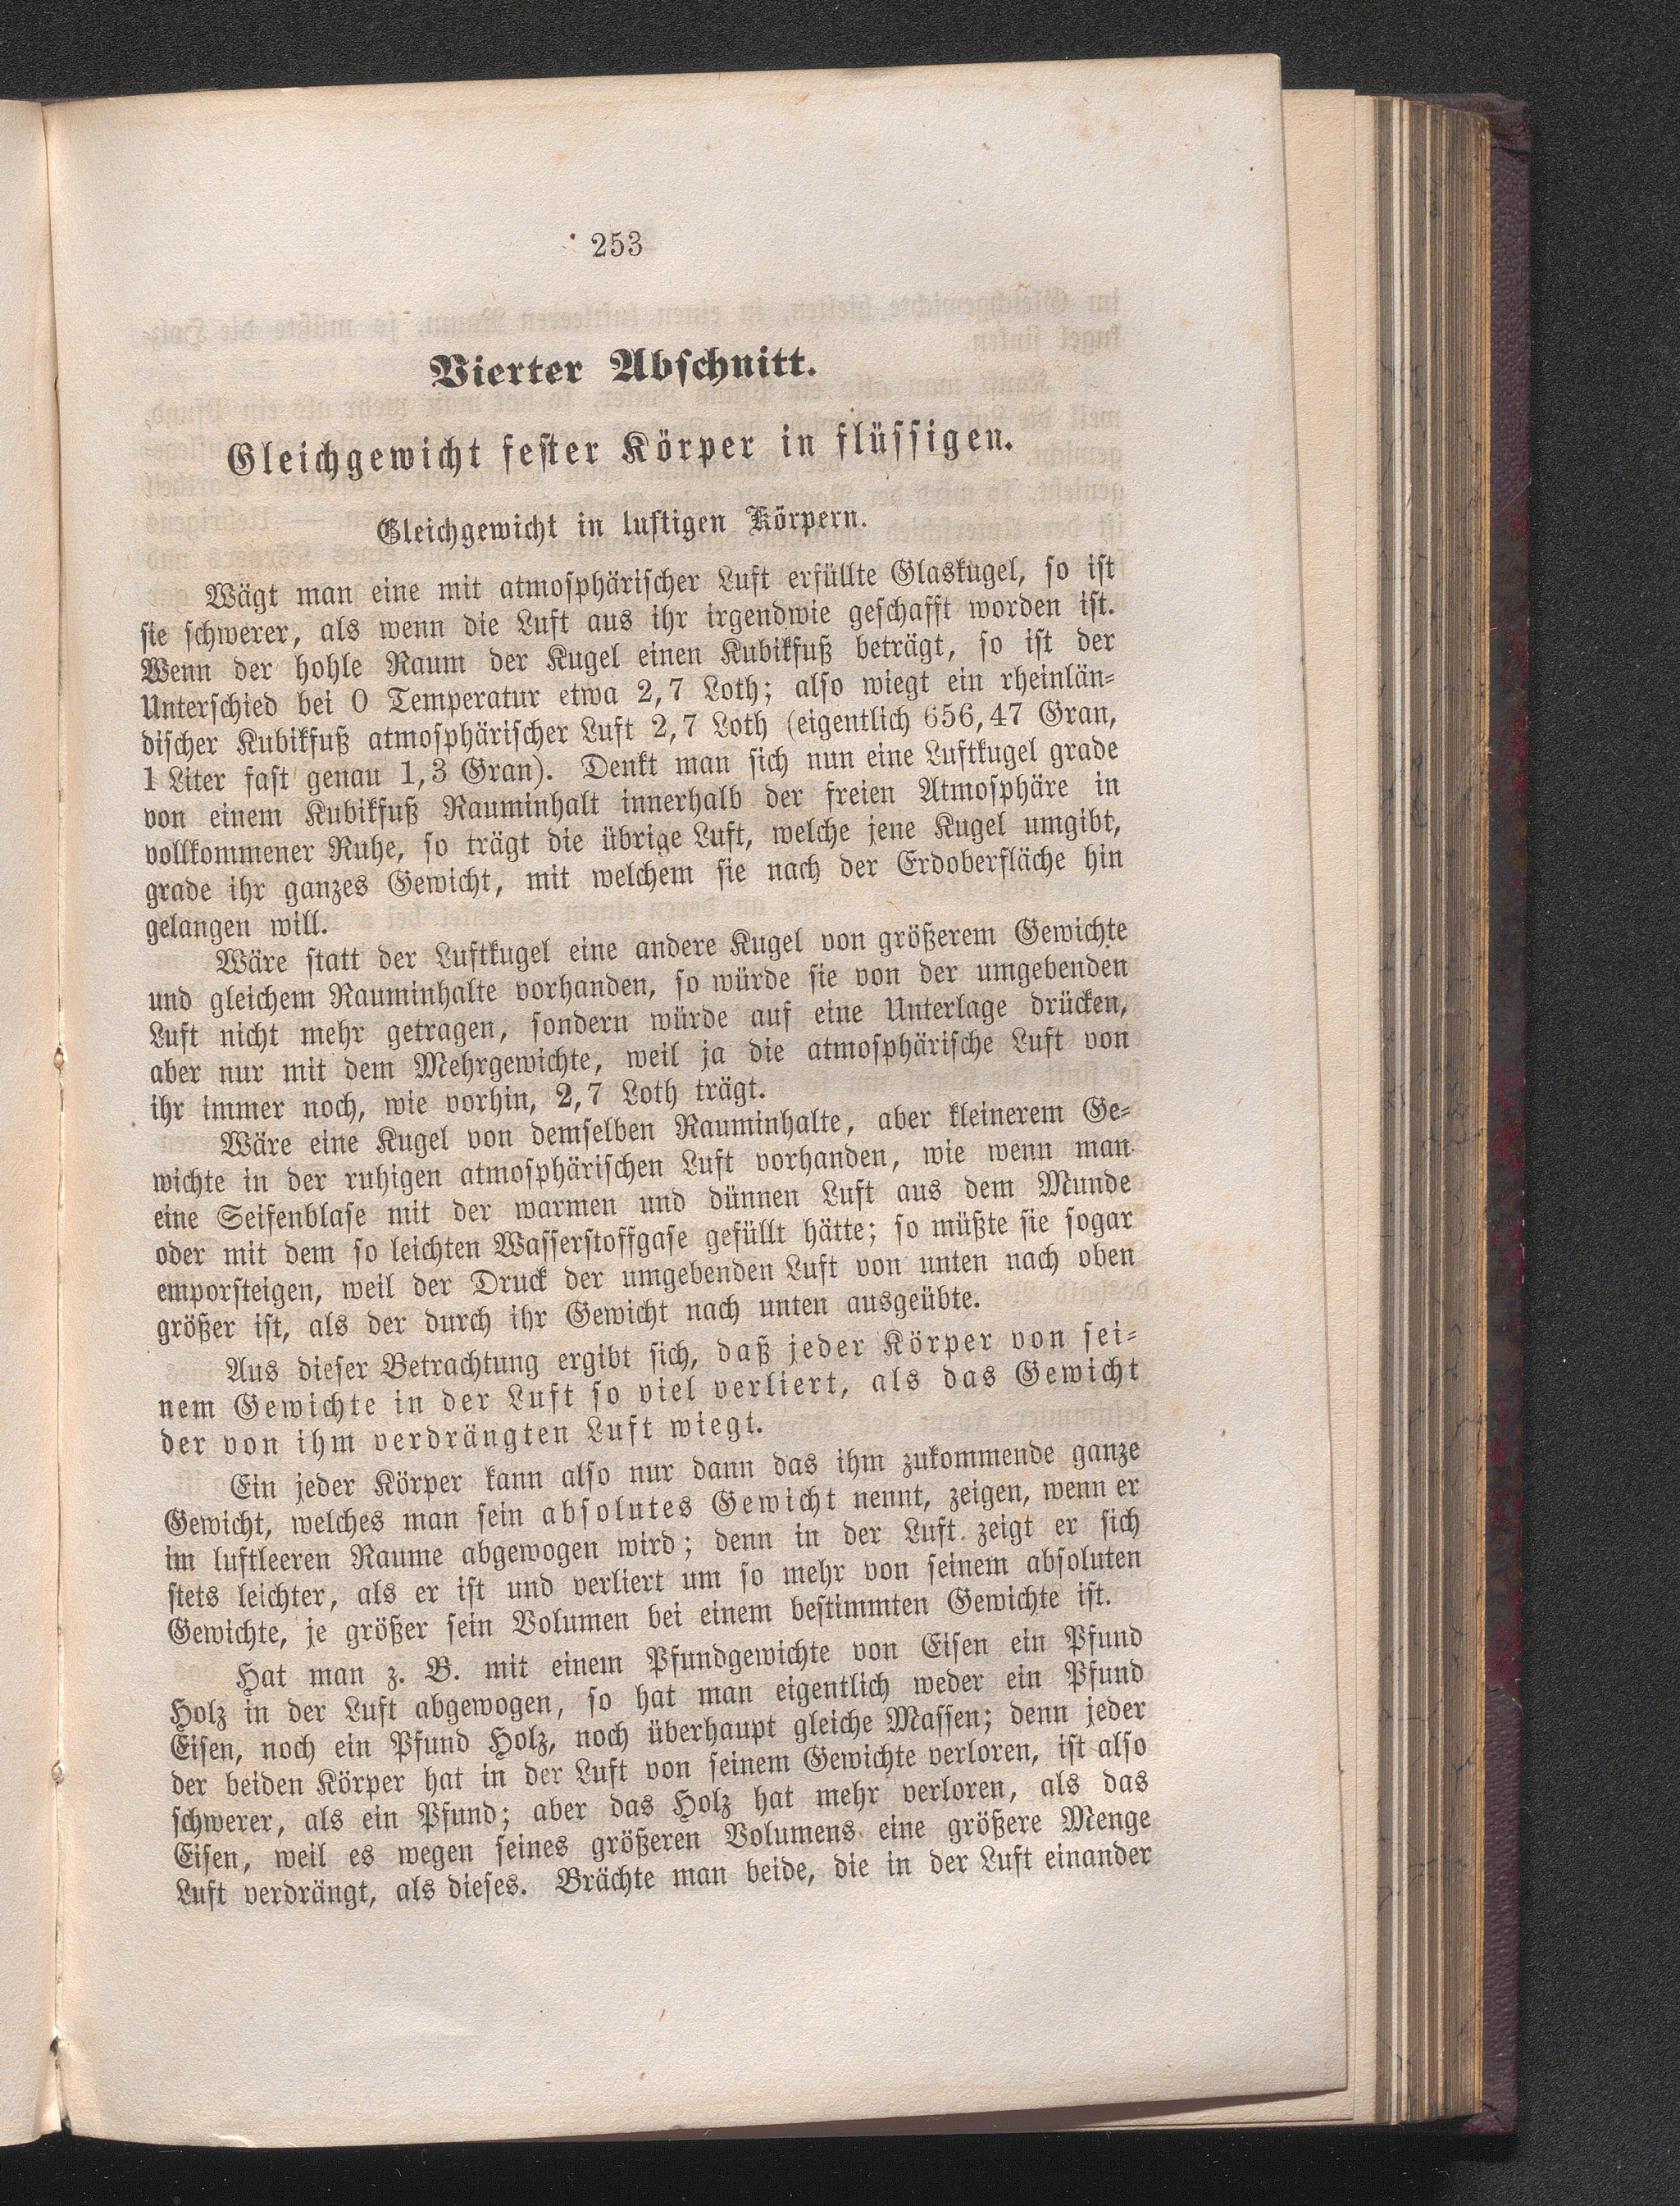 253
Vierter Abschnitt.
Gleichgewicht fester Körper in flüssigen.
Gleichgewicht in luftigen Körpern.
Wägt man eine mit atmosphärischer Luft erfüllte Glaskugel, so ist
sie schwerer, als wenn die Luft aus ihr irgendwie geschafft worden ist.
Wenn der hohle Raum der Kugel einen Kubikfuß beträgt, so ist der
Unterschied bei 0 Temperatur etwa 2,7 Loth; also wiegt ein rheinlän-
discher Kubikfuß atmosphärischer Luft 2,7 Loth (eigentlich 656,47 Gran,
1 Liter fast genau 1,3 Gran). Denkt man sich nun eine Luftkugel grade
von einem Kubikfuß Rauminhalt innerhalb der freien Atmosphäre in
vollkommener Ruhe, so trägt die übrige Luft, welche jene Kugel umgibt,
grade ihr ganzes Gewicht, mit welchem sie nach der Erdoberfläche hin
gelangen will.
Wäre statt der Luftkugel eine andere Kugel von größerem Gewichte
und gleichem Rauminhalte vorhanden, so würde sie von der umgebenden
Luft nicht mehr getragen, sondern würde auf eine Unterlage drücken,
aber nur mit dem Mehrgewichte, weil ja die atmosphärische Luft von
ihr immer noch, wie vorhin, 2,7 Loth trägt.
Wäre eine Kugel von demselben Rauminhalte, aber kleinerem Ge-
wichte in der ruhigen atmosphärischen Luft vorhanden, wie wenn man
eine Seifenblase mit der warmen und dünnen Luft aus dem Munde
oder mit dem so leichten Wasserstoffgase gefüllt hätte; so müßte sie sogar
emporsteigen, weil der Druck der umgebenden Luft von unten nach oben
größer ist, als der durch ihr Gewicht nach unten ausgeübte.
Aus dieser Betrachtung ergibt sich, daß jeder Körper von sei-
nem Gewichte in der Luft so viel verliert, als das Gewicht
der von ihm verdrängten Luft wiegt.
Ein jeder Körper kann also nur dann das ihm zukommende ganze
Gewicht, welches man sein absolutes Gewicht nennt, zeigen, wenn er
im luftleeren Raume abgewogen wird; denn in der Luft zeigt er sich
stets leichter, als er ist und verliert um so mehr von seinem absoluten
Gewichte, je größer sein Volumen bei einem bestimmten Gewichte ist.
Hat man z. B. mit einem Pfundgewichte von Eisen ein Pfund
Holz in der Luft abgewogen, so hat man eigentlich weder ein Pfund
Eisen, noch ein Pfund Holz, noch überhaupt gleiche Massen; denn jeder
der beiden Körper hat in der Luft von seinem Gewichte verloren, ist also
schwerer, als ein Pfund; aber das Holz hat mehr verloren, als das
Eisen, weil es wegen seines größeren Volumens eine größere Menge
Luft verdrängt, als dieses. Brächte man beide, die in der Luft einander